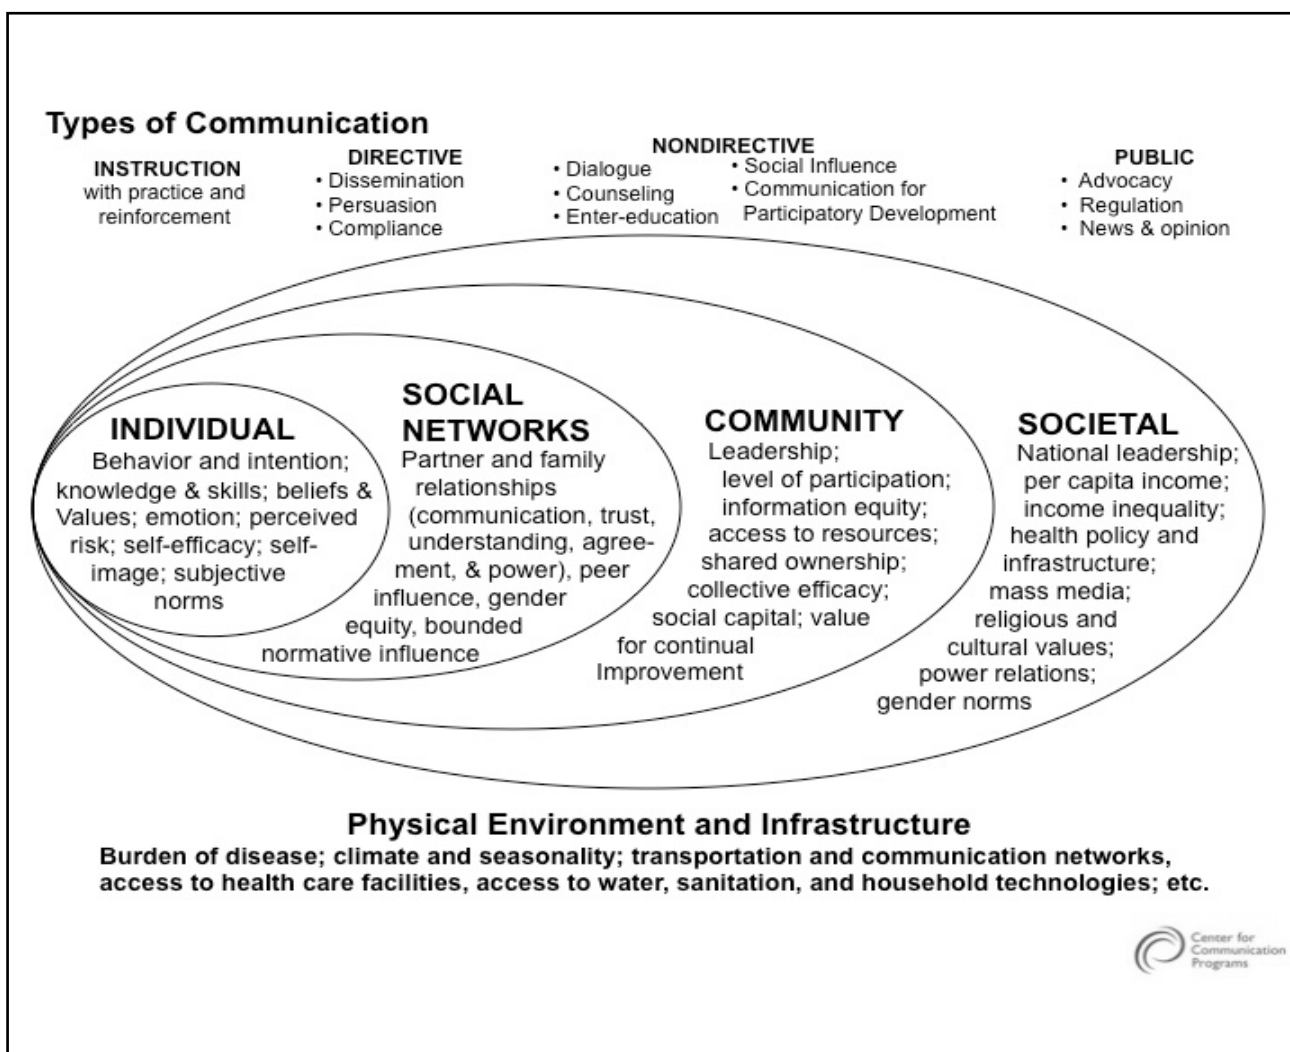 Types of Communication
INSTRUCTION
with practice and
reinforcement
DIRECTIVE
• Dissemination
• Persuasion
• Compliance
NONDIRECTIVE
• Dialogue
• Counseling
• Enter-education
• Social Influence
• Communication for
Participatory Development
PUBLIC
• Advocacy
• Regulation
• News & opinion
INDIVIDUAL
Behavior and intention;
knowledge & skills; beliefs &
Values; emotion; perceived
risk; self-efficacy; self-
image; subjective
norms
SOCIAL
NETWORKS
Partner and family
relationships
(communication, trust,
understanding, agree-
ment, & power), peer
influence, gender
equity, bounded
normative influence
COMMUNITY
Leadership;
level of participation;
information equity;
access to resources;
shared ownership;
collective efficacy;
social capital; value
for continual
Improvement
SOCIETAL
National leadership;
per capita income;
income inequality;
health policy and
infrastructure;
mass media;
religious and
cultural values;
power relations;
gender norms
Physical Environment and Infrastructure
Burden of disease; climate and seasonality; transportation and communication networks,
access to health care facilities, access to water, sanitation, and household technologies; etc.
Center for
Communication
Programs